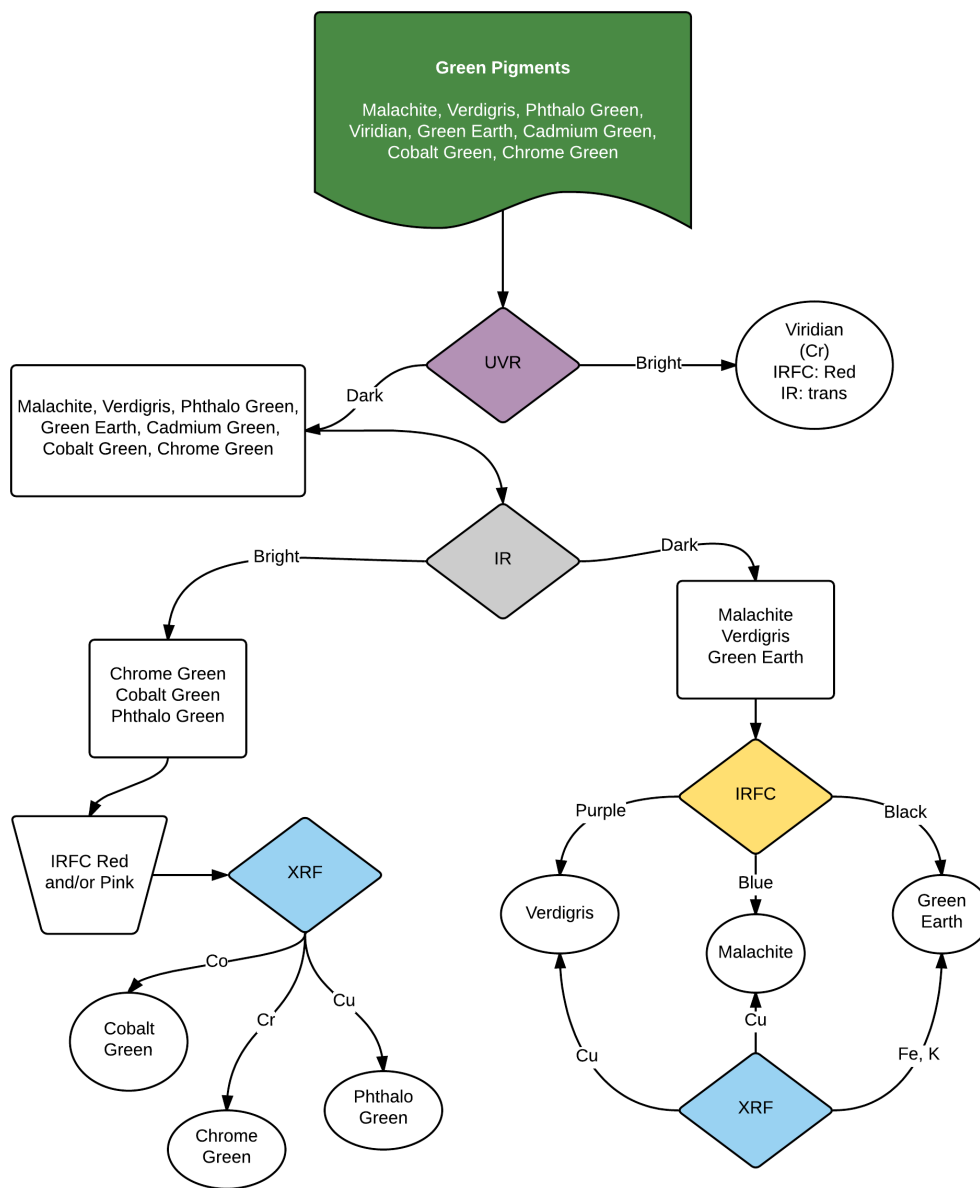 Green Pigments
Malachite, Verdigris, Phthalo Green,
Viridian, Green Earth, Cadmium Green,
Cobalt Green, Chrome Green
UVR
Bright
Viridian
(Cr)
IRFC: Red
IR: trans
Dark
Malachite, Verdigris, Phthalo Green,
Green Earth, Cadmium Green,
Cobalt Green, Chrome Green
IR
Bright
Dark
Chrome Green
Cobalt Green
Phthalo Green
Malachite
Verdigris
Green Earth
IRFC Red
and/or Pink
XRF
Co
Cr
Cu
Cobalt
Green
Chrome
Green
Phthalo
Green
IRFC
Purple
Blue
Black
Verdigris
Malachite
Green
Earth
Cu
Cu
Fe, K
XRF